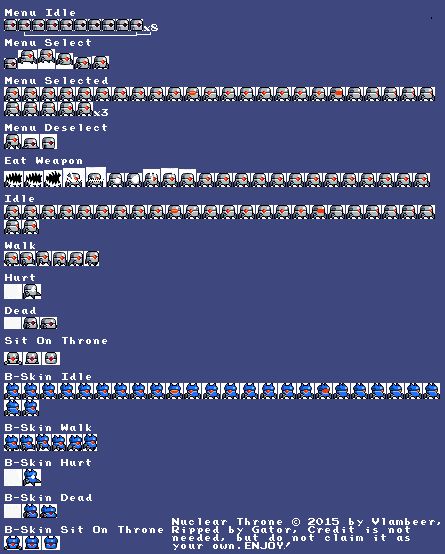 Menu Idle
x8
Menu Select
Menu Selected
x3
Menu Deselect
Eat Weapon
Idle
Walk
Hurt
Dead
Sit On Throne
B-Skin Idle
B-Skin Walk
B-Skin Hurt
B-Skin Dead
B-Skin Sit On Throne
Nuclear Throne © 2015 by Vlambeer,
Ripped by Gator, Credit is not
needed, but do not claim it as
your own.ENJOY!